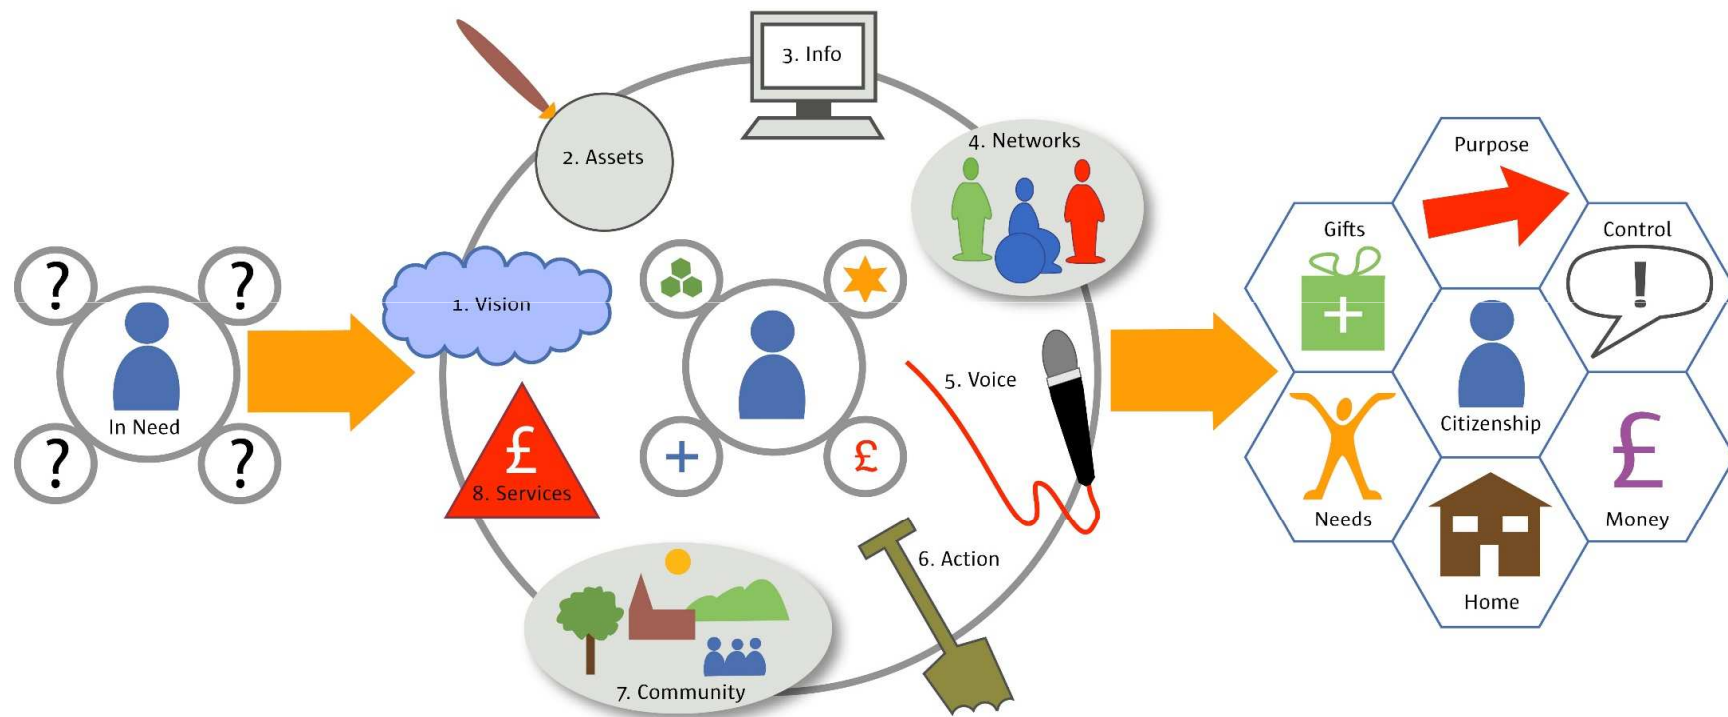 ?
?
?
?
In Need
1. Vision
2. Assets
3. Info
4. Networks
5. Voice
6. Action
7. Community
£
8. Services
+
£
Purpose
Gifts
+
Control
!
Citizenship
Needs
£
Money
Home